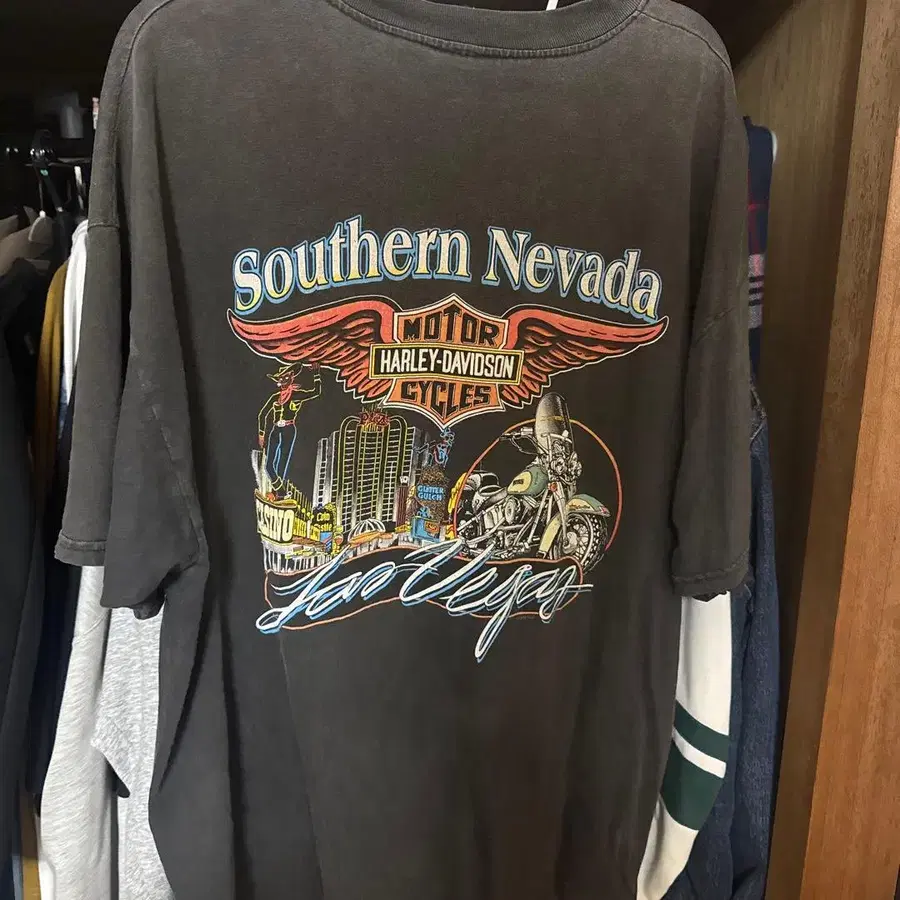 Southern Nevada
MOTOR
HARLEY-DAVIDSON
CYCLES
GLITTER
GULCH
CASINO
Las Vegas